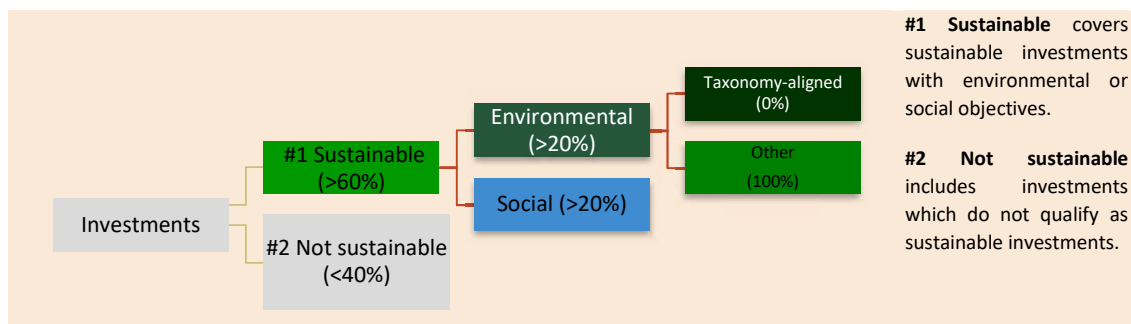 Investments
#1 Sustainable
(>60%)
#2 Not sustainable
(<40%)
Environmental
(>20%)
Social (>20%)
Taxonomy-aligned
(0%)
Other
(100%)
#1 Sustainable covers
sustainable investments
with environmental or
social objectives.
#2 Not sustainable
includes investments
which do not qualify as
sustainable investments.